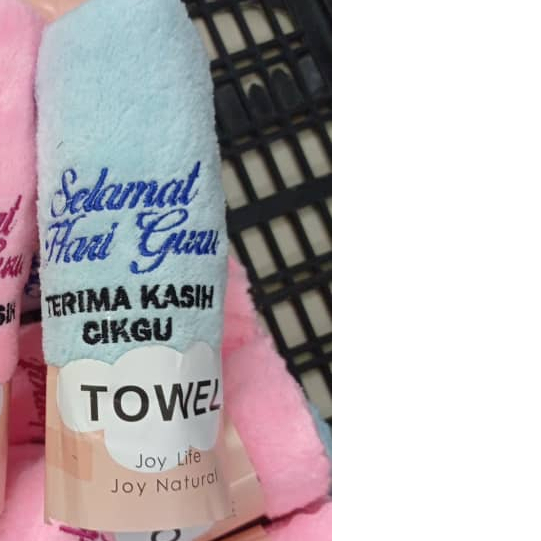 Selamat
Hari Guru
TERIMA KASIH
CIKGU
TOWEL
Joy Life
Joy Natural